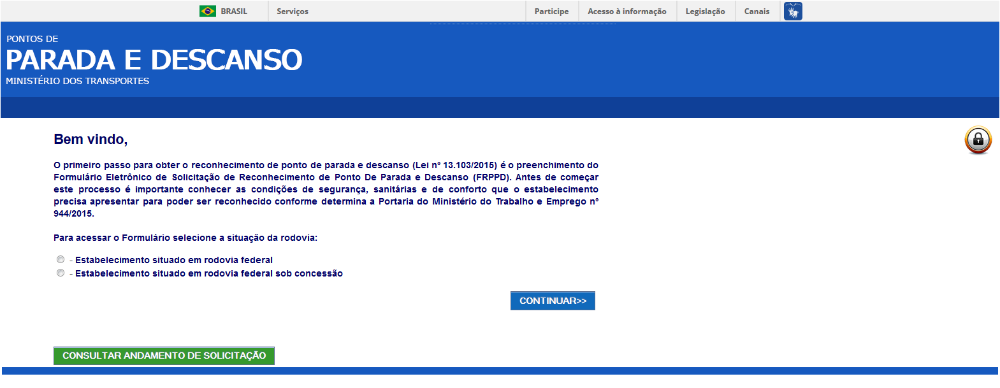 BRASIL Serviços Participe Acesso à informação Legislação Canais
PONTOS DE
PARADA E DESCANSO
MINISTÉRIO DOS TRANSPORTES
Bem vindo,
O primeiro passo para obter o reconhecimento de ponto de parada e descanso (Lei nº 13.103/2015) é o preenchimento do
Formulário Eletrônico de Solicitação de Reconhecimento de Ponto De Parada e Descanso (FRPPD). Antes de começar
este processo é importante conhecer as condições de segurança, sanitárias e de conforto que o estabelecimento
precisa apresentar para poder ser reconhecido conforme determina a Portaria do Ministério do Trabalho e Emprego nº
944/2015.
Para acessar o Formulário selecione a situação da rodovia:
- Estabelecimento situado em rodovia federal
- Estabelecimento situado em rodovia federal sob concessão
CONTINUAR>>
CONSULTAR ANDAMENTO DE SOLICITAÇÃO